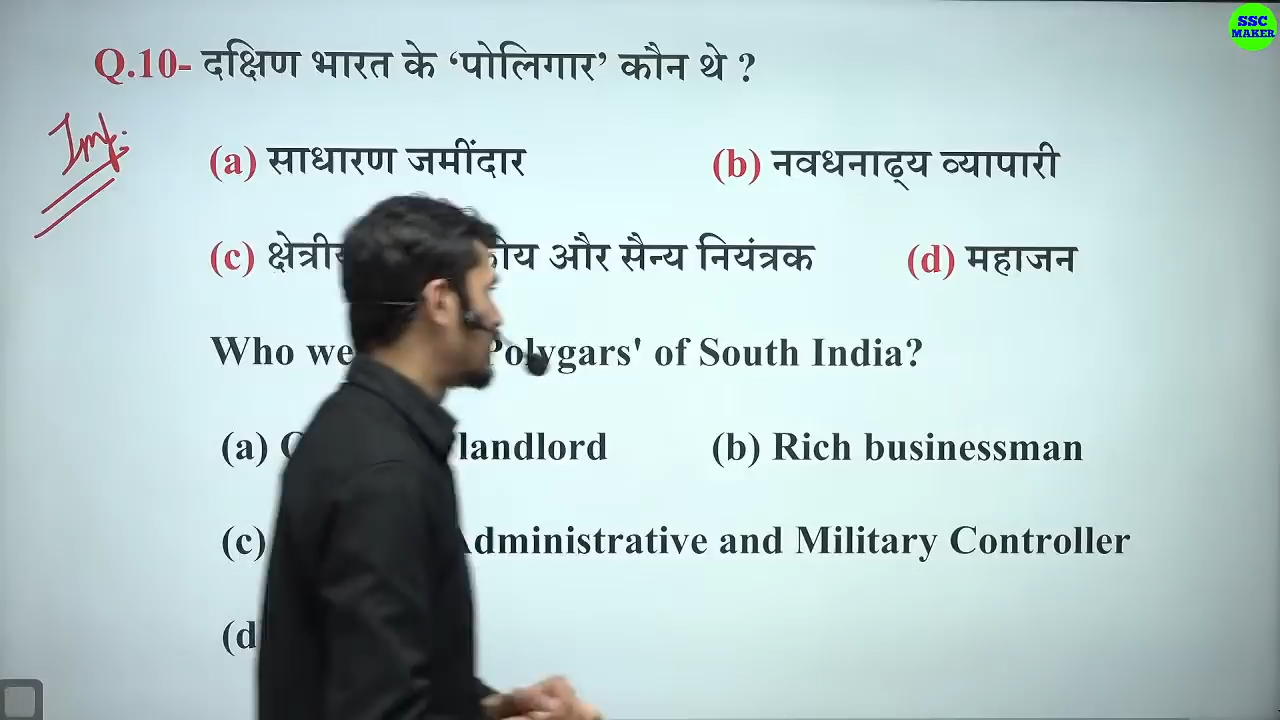 SSC
MAKER
Q.10- दक्षिण भारत के ‘पोलिगार’ कौन थे ?
Imp.
(a) साधारण जमींदार (b) नवधनाढ्य व्यापारी
(c) और सैन्य नियंत्रक (d) महाजन
Who Polygars' of South India?
(a) landlord (b) Rich businessman
(c) Administrative and Military Controller
(d